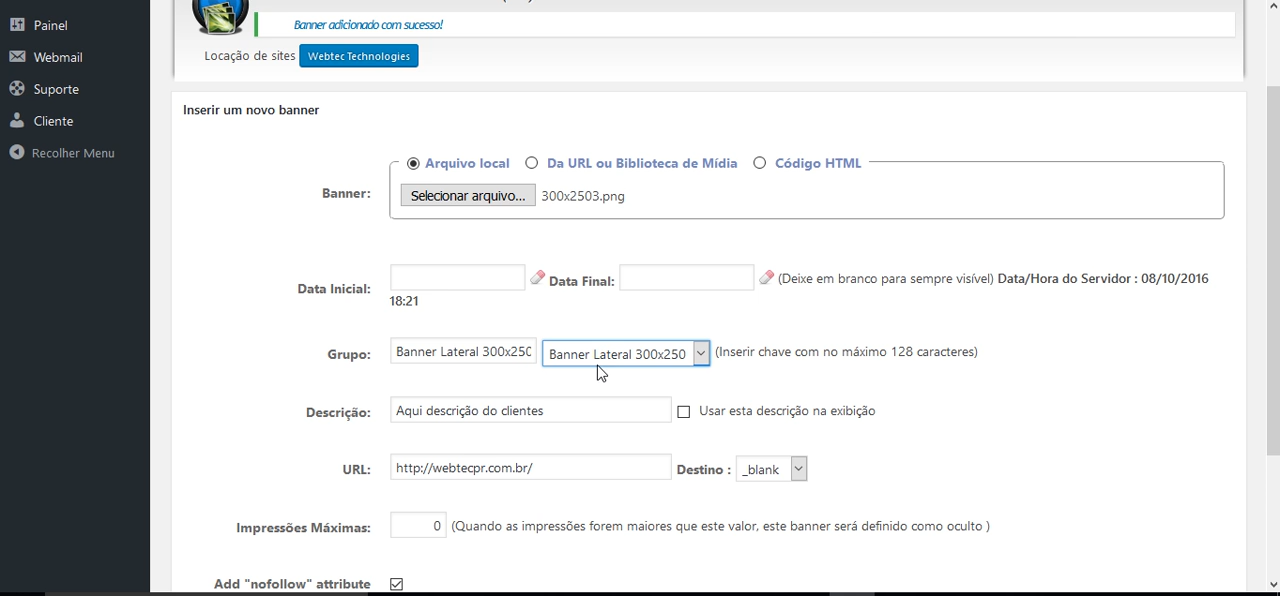 Painel
Webmail
Suporte
Cliente
Recolher Menu
Banner adicionado com sucesso!
Locação de sites Webtec Technologies
Inserir um novo banner
Arquivo local Da URL ou Biblioteca de Mídia Código HTML
Banner: Selecionar arquivo... 300x2503.png
Data Inicial: Data Final: (Deixe em branco para sempre visível) Data/Hora do Servidor : 08/10/2016
18:21
Grupo: Banner Lateral 300x250 Banner Lateral 300x250 (Inserir chave com no máximo 128 caracteres)
Descrição: Aqui descrição do clientes Usar esta descrição na exibição
URL: http://webtecpr.com.br/ Destino : _blank
Impressões Máximas: 0 (Quando as impressões forem maiores que este valor, este banner será definido como oculto )
Add "nofollow" attribute